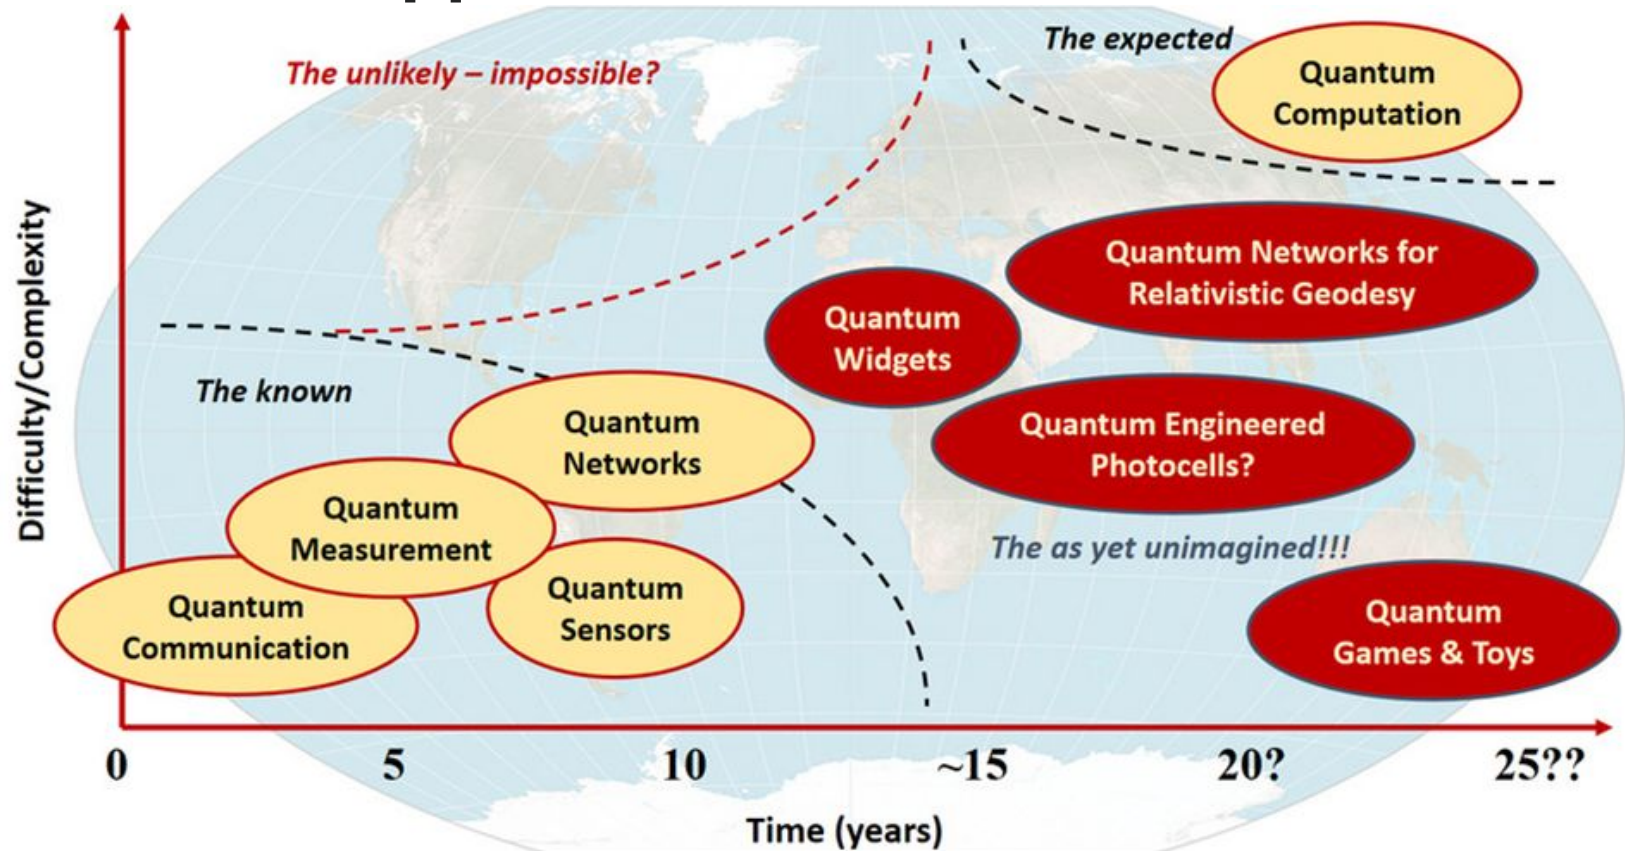 The unlikely – impossible?
The expected
Quantum
Computation
Difficulty/Complexity
Quantum Networks for
Relativistic Geodesy
Quantum
Widgets
The known
Quantum
Networks
Quantum Engineered
Photocells?
Quantum
Measurement
The as yet unimagined!!!
Quantum
Sensors
Quantum
Communication
Quantum
Games & Toys
0 5 10 ~15 20? 25??
Time (years)